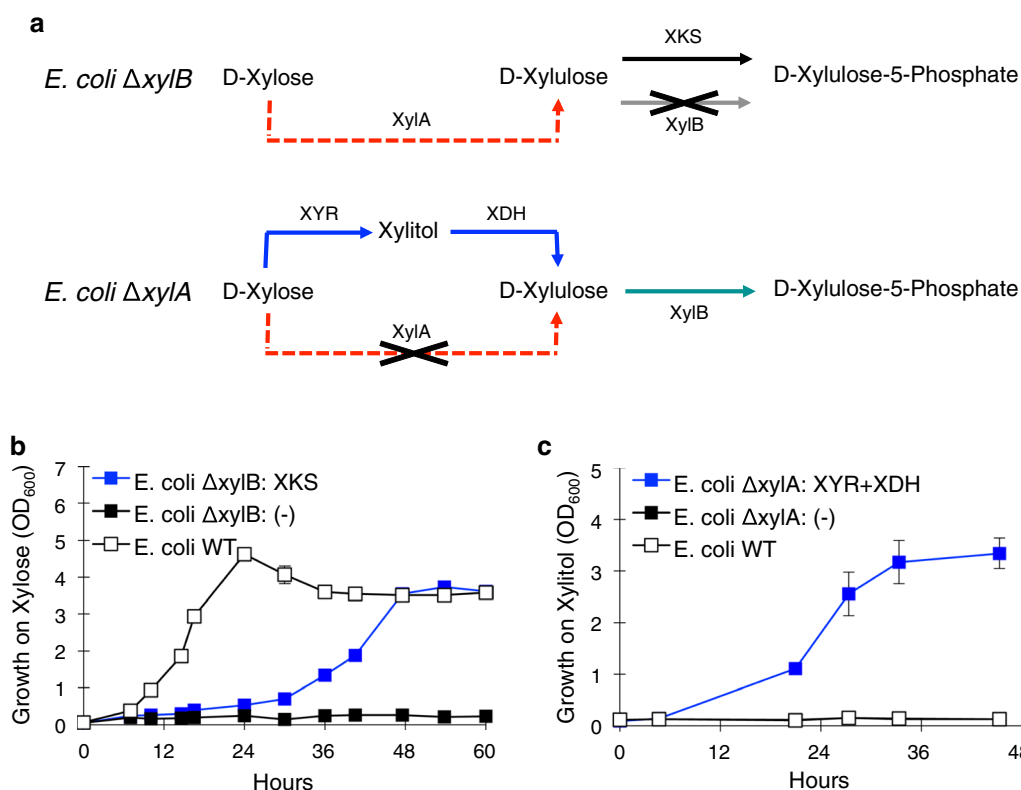 a
XKS
E. coli ΔxylB D-Xylose D-Xylulose D-Xylulose-5-Phosphate
XylA XylB
XYR XDH
Xylitol
E. coli ΔxylA D-Xylose D-Xylulose D-Xylulose-5-Phosphate
XylB
XylA
b
Growth on Xylose (OD600)
7
6
5
4
3
2
1
0
E. coli ΔxylB: XKS
E. coli ΔxylB: (-)
E. coli WT
0 12 24 36 48 60
Hours
c
Growth on Xylitol (OD600)
5
4
3
2
1
0
E. coli ΔxylA: XYR+XDH
E. coli ΔxylA: (-)
E. coli WT
0 12 24 36 48
Hours